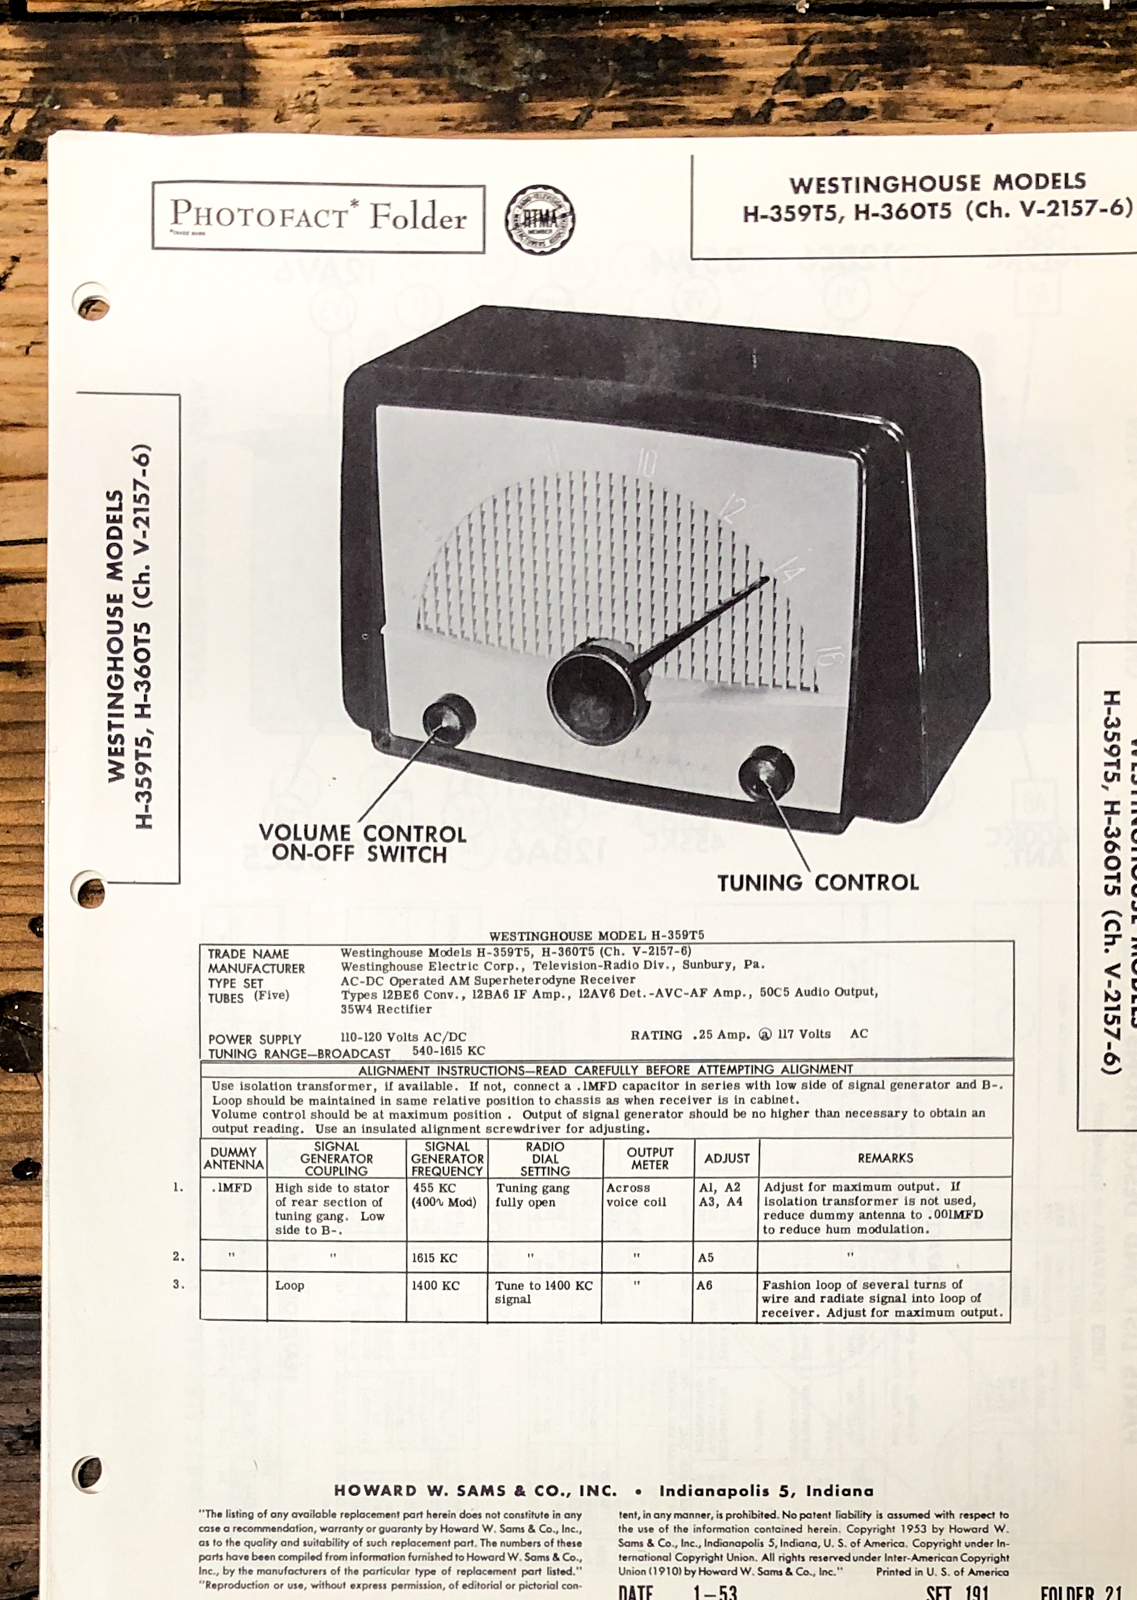 PHOTOFACT* Folder
*TRADE MARK
RTMA
MEMBER
WESTINGHOUSE MODELS
H-359T5, H-360T5 (Ch. V-2157-6)
WESTINGHOUSE MODELS
H-359T5, H-360T5 (Ch. V-2157-6)
10
12
14
16
VOLUME CONTROL
ON-OFF SWITCH
TUNING CONTROL
WESTINGHOUSE MODELS
H-359T5, H-360T5 (Ch. V-2157-6)
WESTINGHOUSE MODEL H-359T5
TRADE NAME Westinghouse Models H-359T5, H-360T5 (Ch. V-2157-6)
MANUFACTURER Westinghouse Electric Corp., Television-Radio Div., Sunbury, Pa.
TYPE SET AC-DC Operated AM Superheterodyne Receiver
TUBES (Five) Types 12BE6 Conv., 12BA6 IF Amp., 12AV6 Det.-AVC-AF Amp., 50C5 Audio Output,
35W4 Rectifier
POWER SUPPLY 110-120 Volts AC/DC RATING .25 Amp. @ 117 Volts AC
TUNING RANGE—BROADCAST 540-1615 KC
ALIGNMENT INSTRUCTIONS—READ CAREFULLY BEFORE ATTEMPTING ALIGNMENT
Use isolation transformer, if available. If not, connect a .1MFD capacitor in series with low side of signal generator and B-.
Loop should be maintained in same relative position to chassis as when receiver is in cabinet.
Volume control should be at maximum position . Output of signal generator should be no higher than necessary to obtain an
output reading. Use an insulated alignment screwdriver for adjusting.
DUMMY
ANTENNA
SIGNAL
GENERATOR
COUPLING
SIGNAL
GENERATOR
FREQUENCY
RADIO
DIAL
SETTING
OUTPUT
METER
ADJUST
REMARKS
1.
.1MFD
High side to stator
of rear section of
tuning gang. Low
side to B-.
455 KC
(400∿ Mod)
Tuning gang
fully open
Across
voice coil
A1, A2
A3, A4
Adjust for maximum output. If
isolation transformer is not used,
reduce dummy antenna to .001MFD
to reduce hum modulation.
2.
" " 1615 KC " " A5 "
3.
Loop
1400 KC
Tune to 1400 KC
signal
"
A6
Fashion loop of several turns of
wire and radiate signal into loop of
receiver. Adjust for maximum output.
HOWARD W. SAMS & CO., INC. • Indianapolis 5, Indiana
"The listing of any available replacement part herein does not constitute in any
case a recommendation, warranty or guaranty by Howard W. Sams & Co., Inc.,
as to the quality and suitability of such replacement part. The numbers of these
parts have been compiled from information furnished to Howard W. Sams & Co.,
Inc., by the manufacturers of the particular type of replacement part listed."
"Reproduction or use, without express permission, of editorial or pictorial con-
tent, in any manner, is prohibited. No patent liability is assumed with respect to
the use of the information contained herein. Copyright 1953 by Howard W.
Sams & Co., Inc., Indianapolis 5, Indiana, U. S. of America. Copyright under In-
ternational Copyright Union. All rights reserved under Inter-American Copyright
Union (1910) by Howard W. Sams & Co., Inc." Printed in U. S. of America
DATE 1-53 SET 191 FOLDER 21